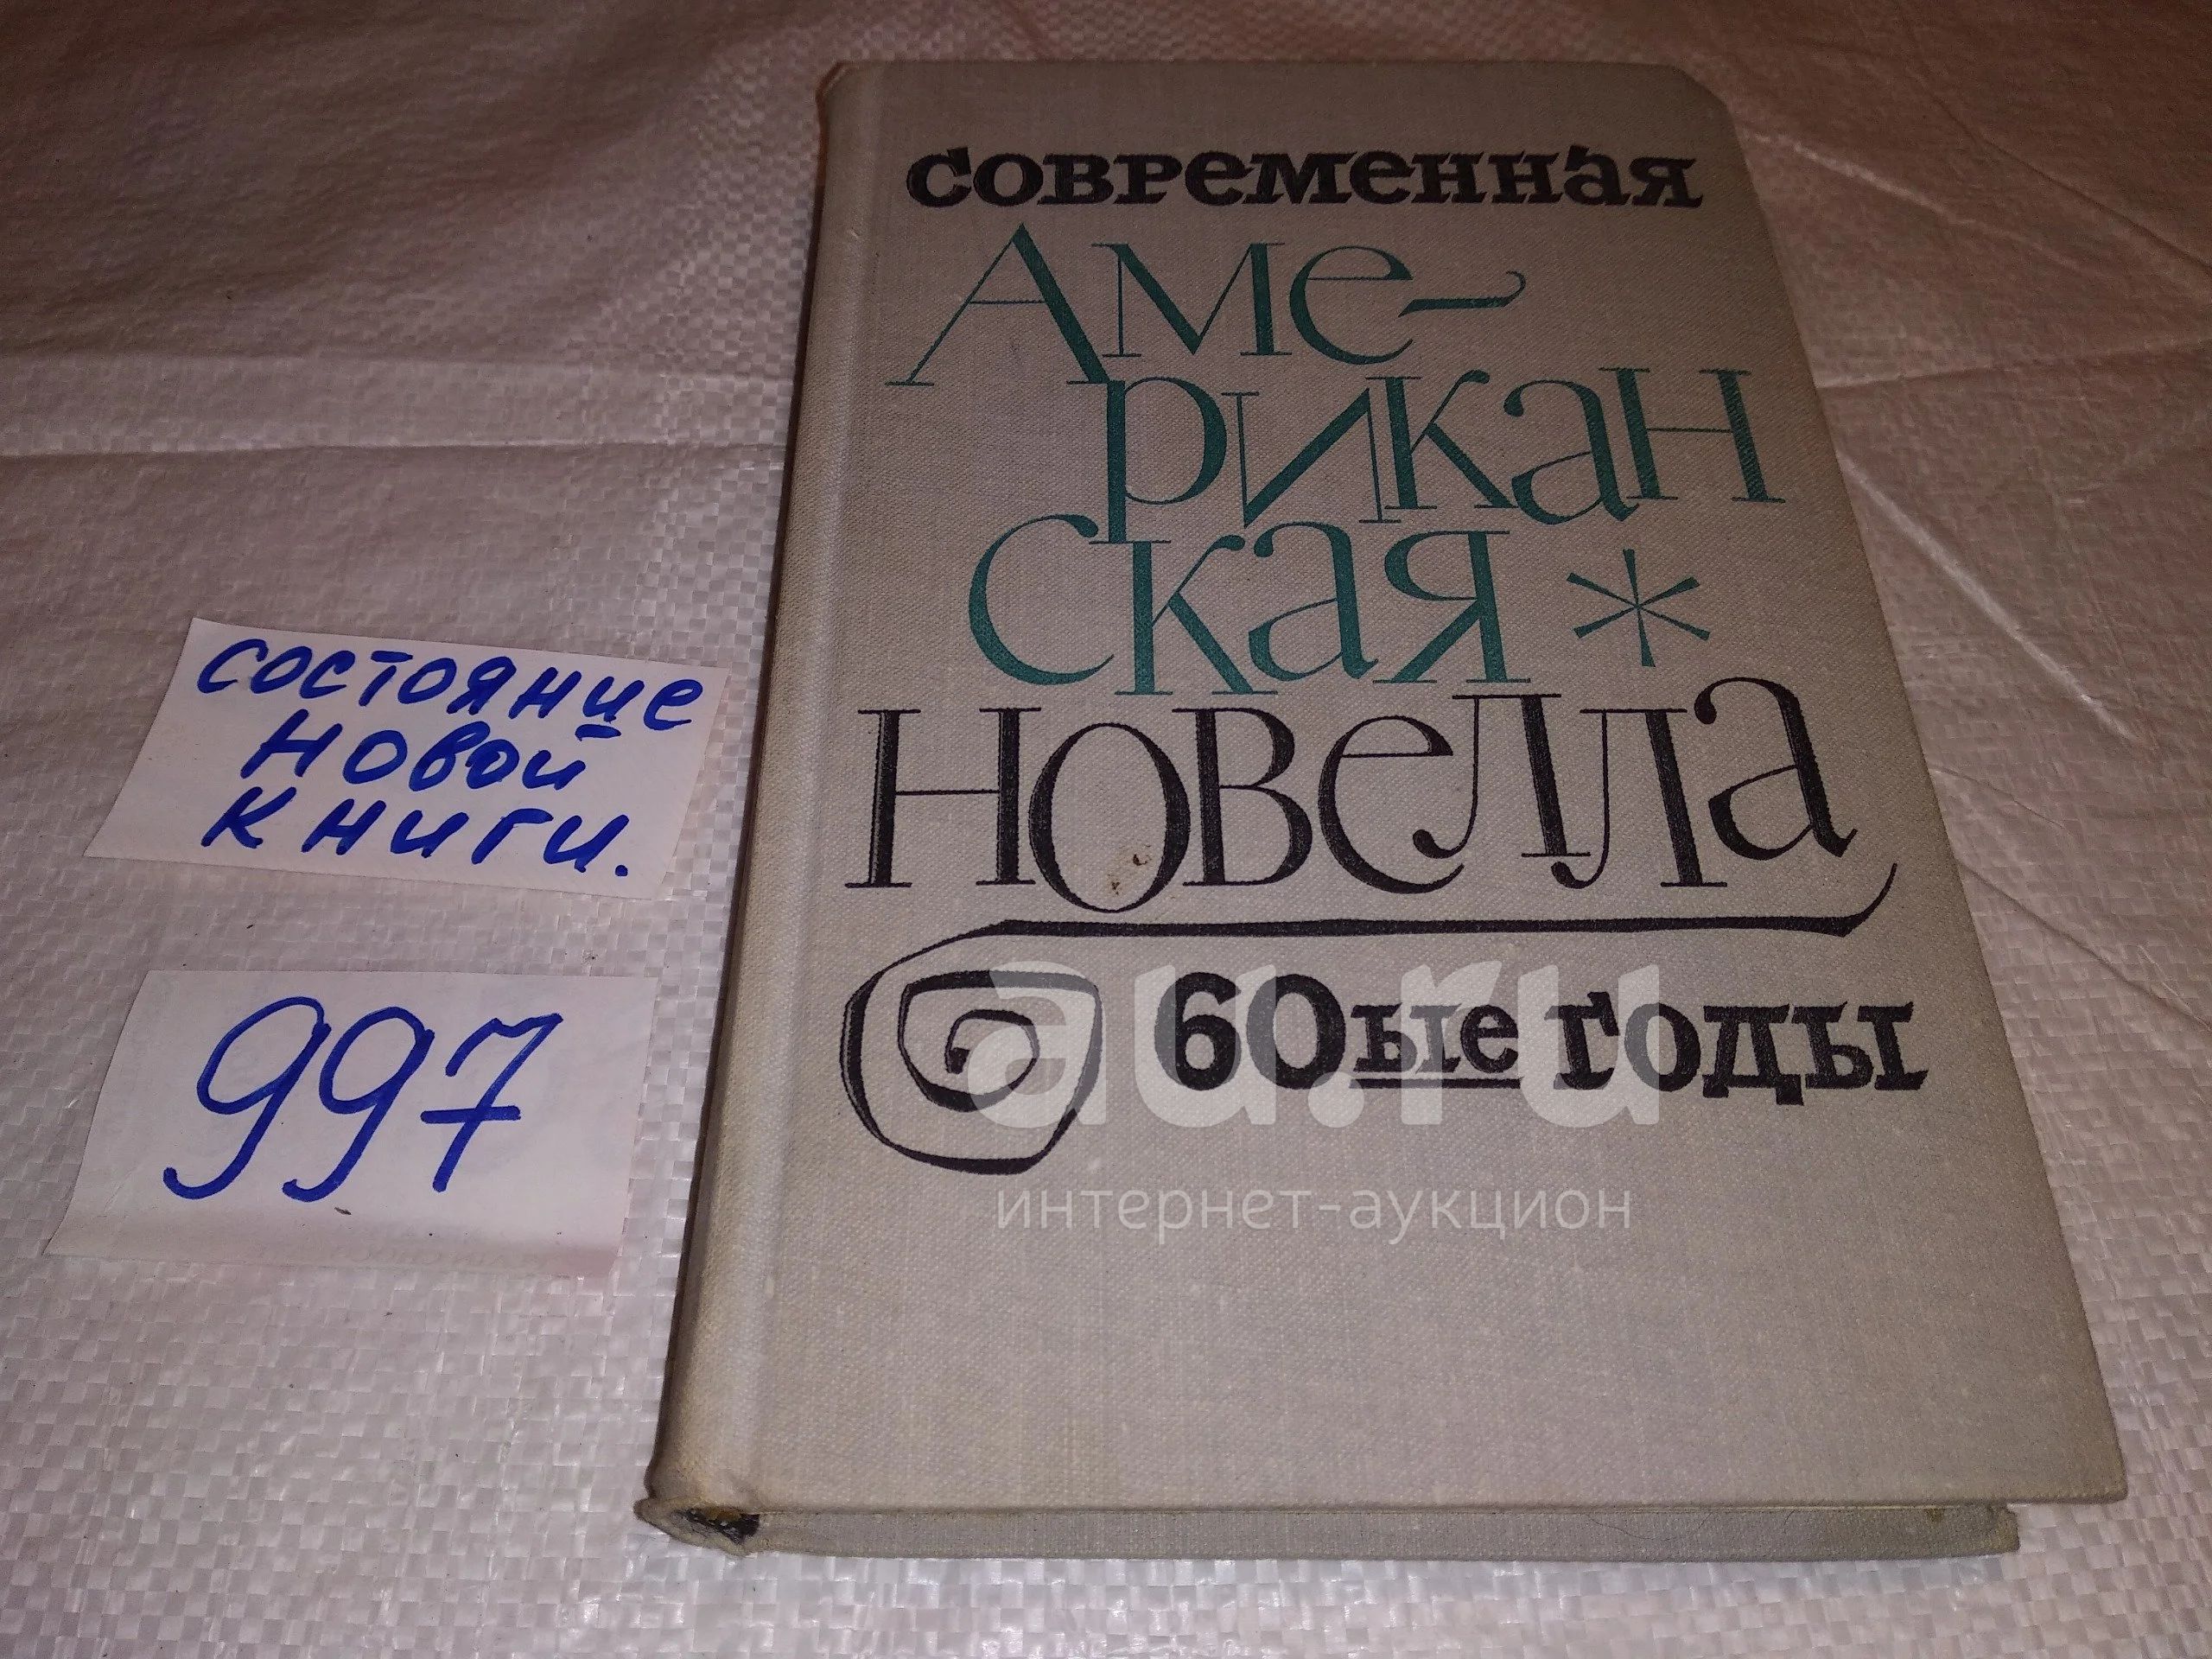 современная
Аме-
рикан
ская *
новелла
60ые годы
au.ru
интернет-аукцион
состояние
новой
книги.
997